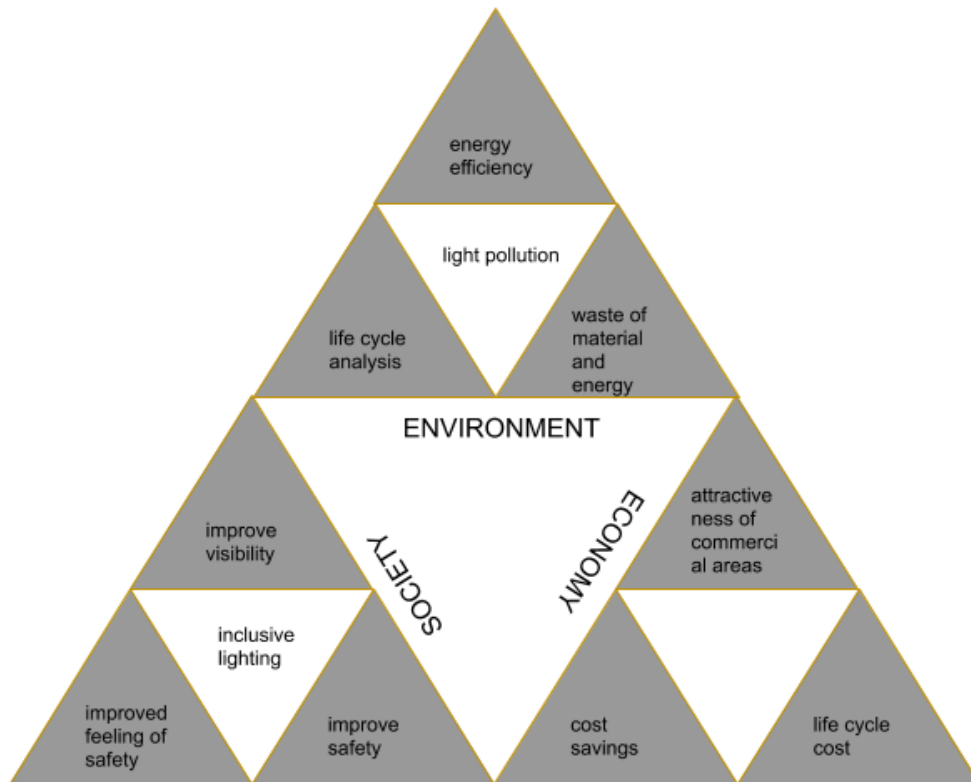 energy
efficiency
light pollution
life cycle
analysis
waste of
material
and
energy
ENVIRONMENT
SOCIETY
ECONOMY
improve
visibility
attractive
ness of
commerci
al areas
inclusive
lighting
improved
feeling of
safety
improve
safety
cost
savings
life cycle
cost